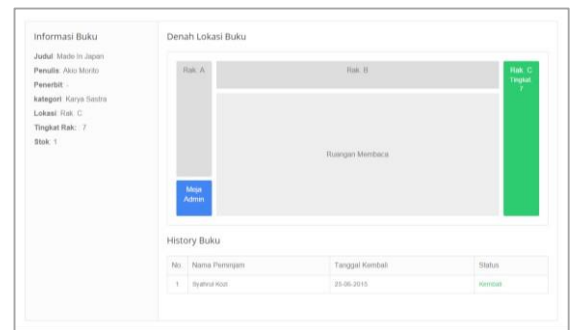 Informasi Buku
Judul: Made In Japan
Penulis: Akio Morito
Penerbit: -
kategori: Karya Sastra
Lokasi: Rak C
Tingkat Rak: 7
Stok: 1
Denah Lokasi Buku
Rak A
Rak B
Rak C
Tingkat
7
Ruangan Membaca
Meja
Admin
History Buku
No. Nama Peminjam Tanggal Kembali Status
1 Syahrul 25-06-2015 Kembali